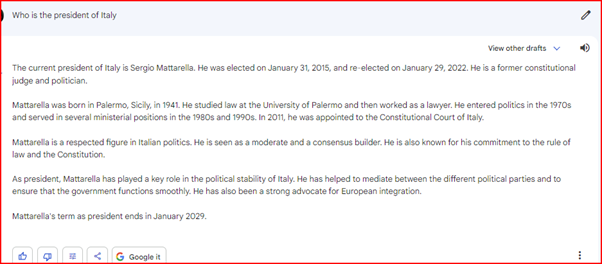 Who is the president of Italy
View other drafts
The current president of Italy is Sergio Mattarella. He was elected on January 31, 2015, and re-elected on January 29, 2022. He is a former constitutional
judge and politician.
Mattarella was born in Palermo, Sicily, in 1941. He studied law at the University of Palermo and then worked as a lawyer. He entered politics in the 1970s
and served in several ministerial positions in the 1980s and 1990s. In 2011, he was appointed to the Constitutional Court of Italy.
Mattarella is a respected figure in Italian politics. He is seen as a moderate and a consensus builder. He is also known for his commitment to the rule of
law and the Constitution.
As president, Mattarella has played a key role in the political stability of Italy. He has helped to mediate between the different political parties and to
ensure that the government functions smoothly. He has also been a strong advocate for European integration.
Mattarella's term as president ends in January 2029.
G Google it